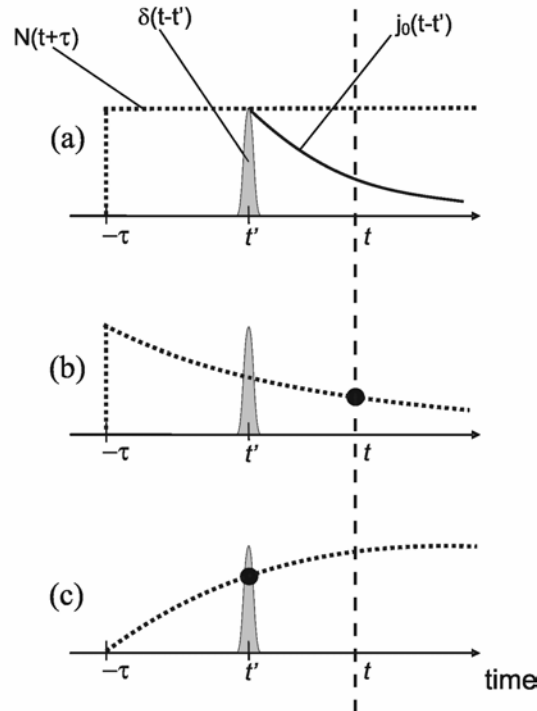 N(t+τ) δ(t-t') j₀(t-t')
(a)
−τ t' t
(b)
−τ t' t
(c)
−τ t' t time